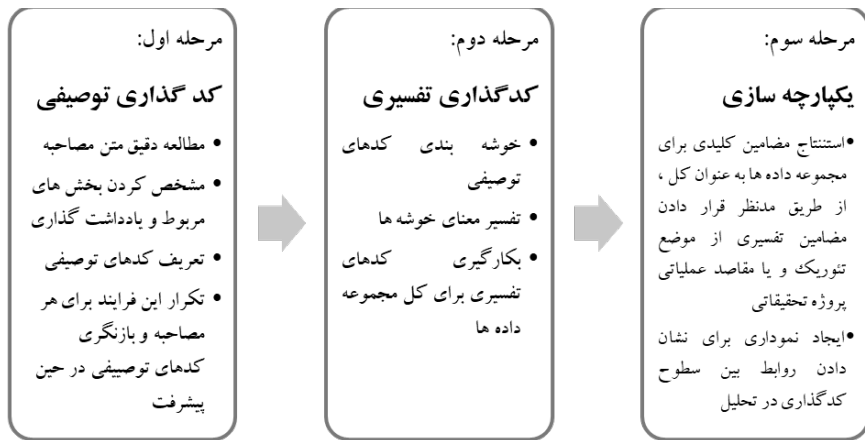 مرحله اول:
کد گذاری توصیفی
• مطالعه دقیق متن مصاحبه
• مشخص کردن بخش های
مربوط و یادداشت گذاری
• تعریف کدهای توصیفی
• تکرار این فرایند برای هر
مصاحبه و بازنگری
کدهای توصییفی در حین
پیشرفت
مرحله دوم:
کدگذاری تفسیری
• خوشه بندی کدهای
توصیفی
• تفسیر معنای خوشه ها
• بکارگیری کدهای
تفسیری برای کل مجموعه
داده ها
مرحله سوم:
یکپارچه سازی
•استنتاج مضامین کلیدی برای
مجموعه داده ها به عنوان کل ،
از طریق مدنظر قرار دادن
مضامین تفسیری از موضع
تئوریک و یا مقاصد عملیاتی
پروژه تحقیقاتی
•ایجاد نموداری برای نشان
دادن روابط بین سطوح
کدگذاری در تحلیل